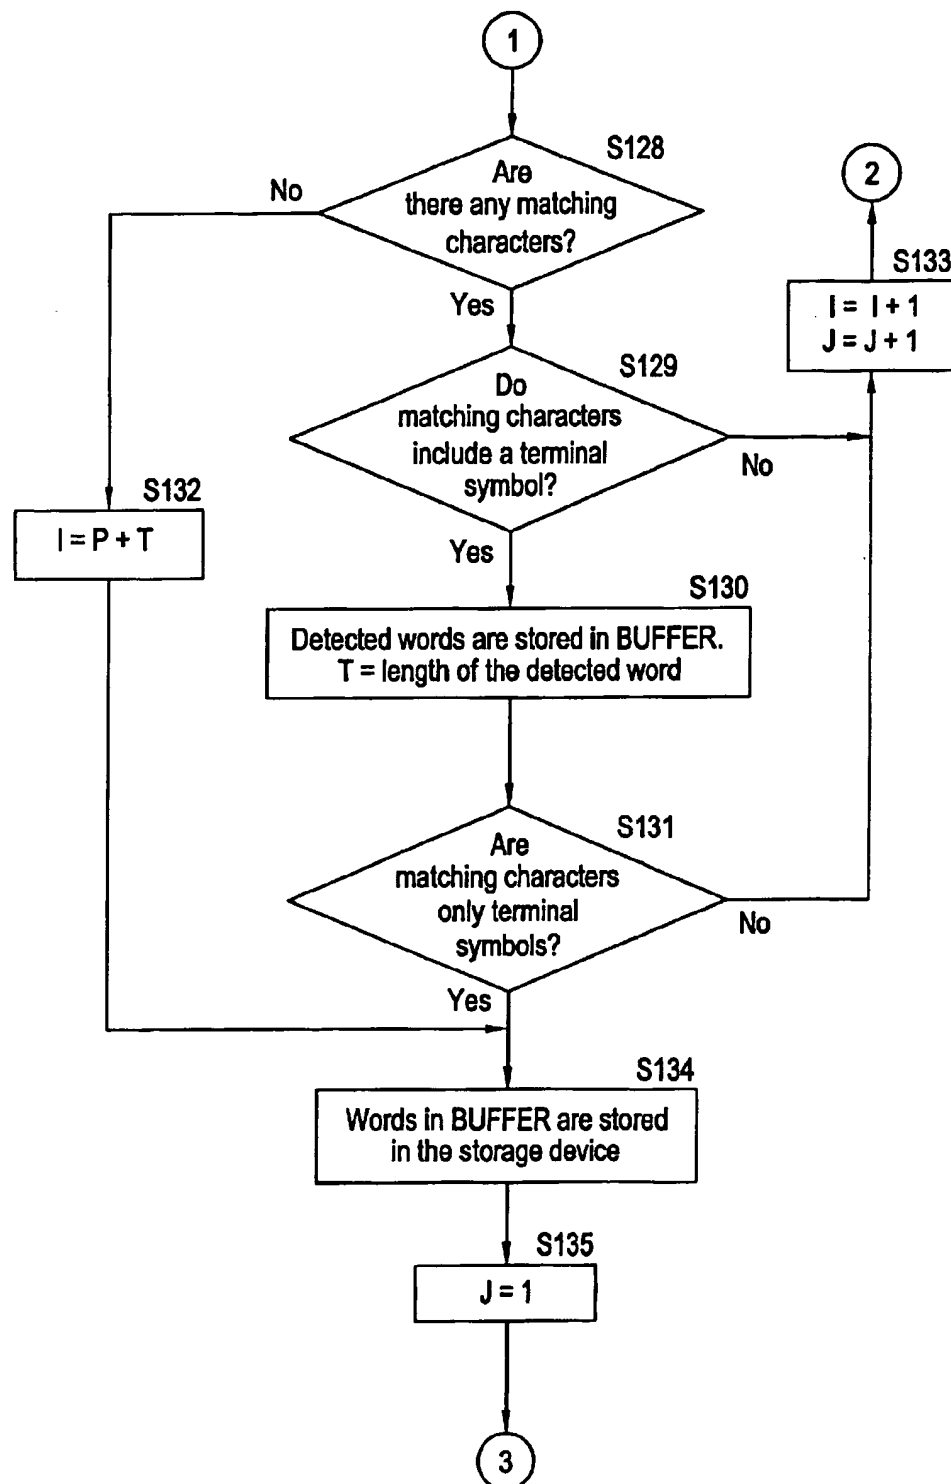 1
S128
Are
there any matching
characters?
No
Yes
2
S133
I = I + 1
J = J + 1
S129
Do
matching characters
include a terminal
symbol?
No
Yes
S132
I = P + T
S130
Detected words are stored in BUFFER.
T = length of the detected word
S131
Are
matching characters
only terminal
symbols?
No
Yes
S134
Words in BUFFER are stored
in the storage device
S135
J = 1
3